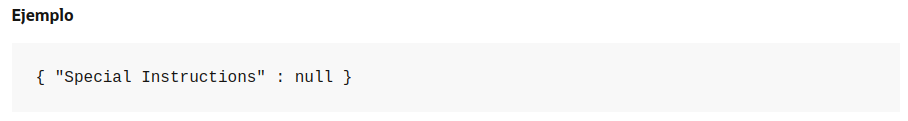 Ejemplo
{ "Special Instructions" : null }